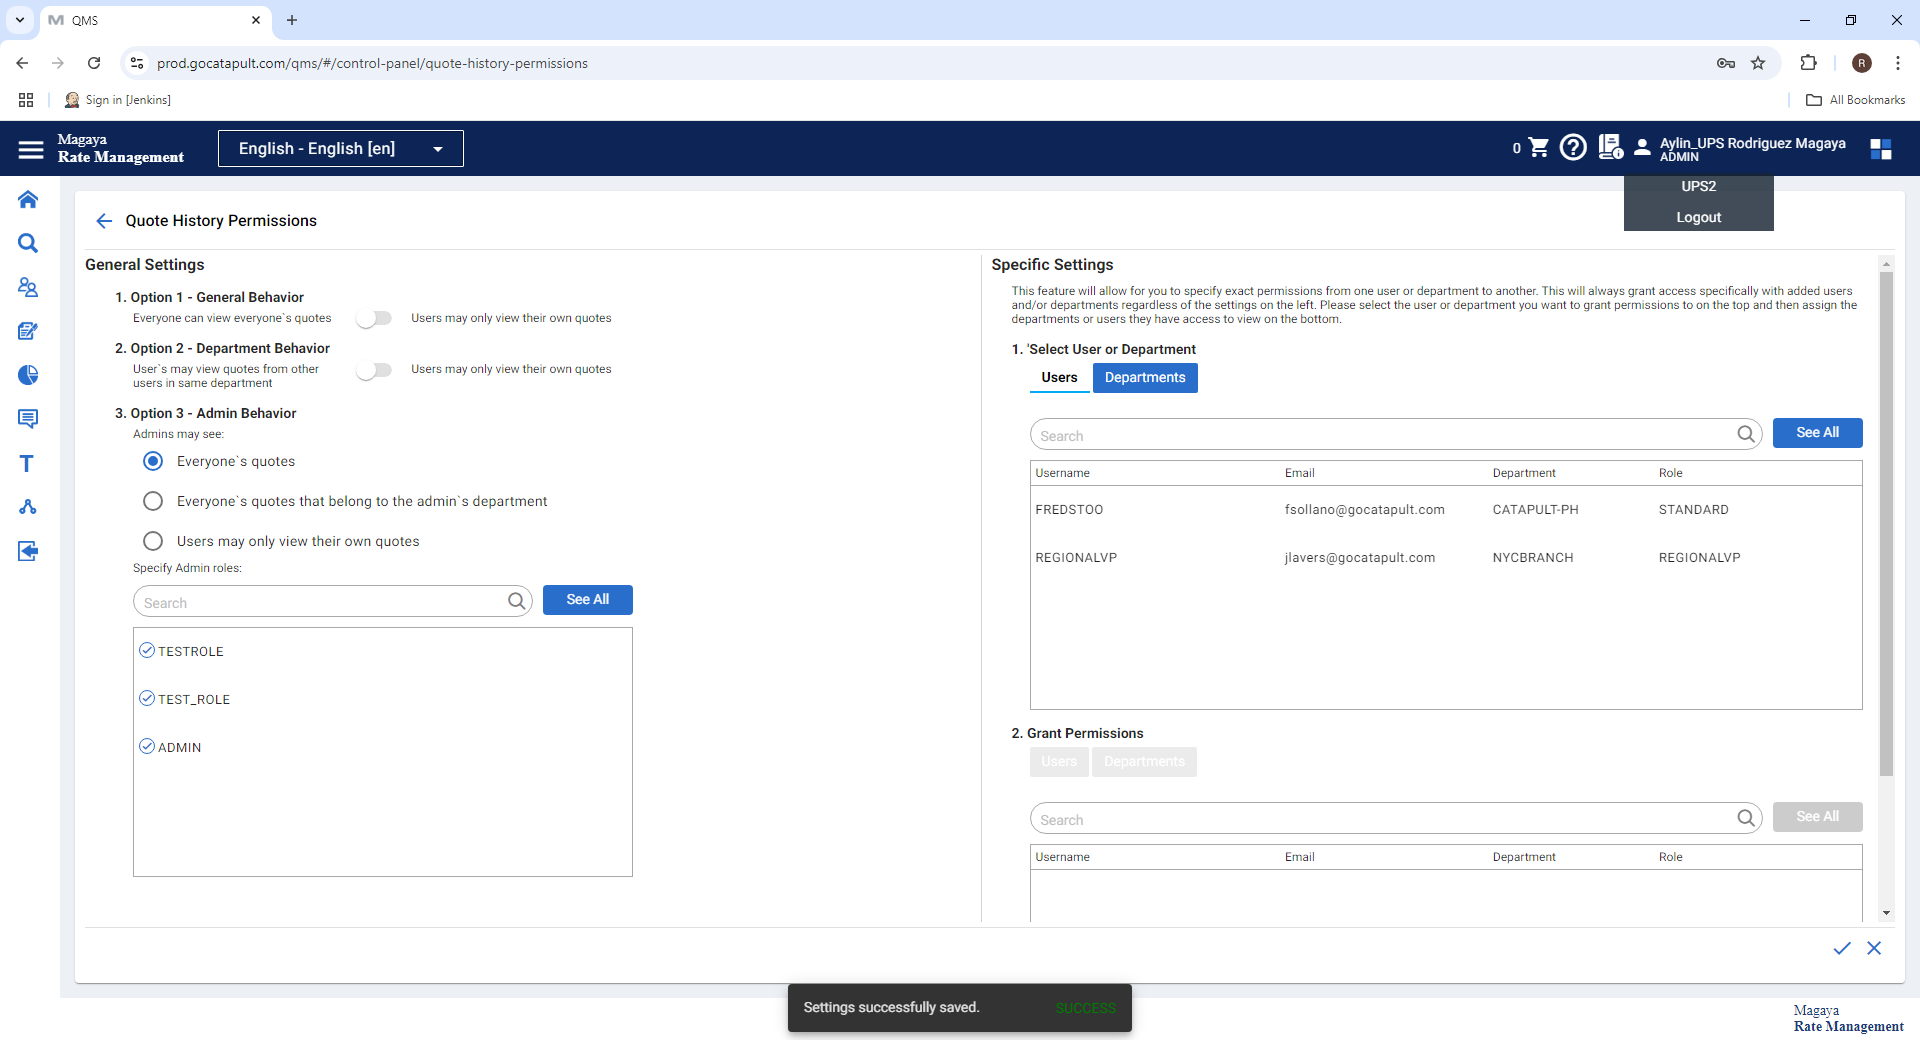 QMS
prod.gocatapult.com/qms/#/control-panel/quote-history-permissions
R
Sign in [Jenkins]
All Bookmarks
Magaya
Rate Management
English - English [en]
0
Aylin_UPS Rodriguez Magaya
ADMIN
UPS2
Logout
Quote History Permissions
General Settings
1. Option 1 - General Behavior
Everyone can view everyone`s quotes
Users may only view their own quotes
2. Option 2 - Department Behavior
User`s may view quotes from other
users in same department
Users may only view their own quotes
3. Option 3 - Admin Behavior
Admins may see:
Everyone`s quotes
Everyone`s quotes that belong to the admin`s department
Users may only view their own quotes
Specify Admin roles:
Search
See All
TESTROLE
TEST_ROLE
ADMIN
Specific Settings
This feature will allow for you to specify exact permissions from one user or department to another. This will always grant access specifically with added users
and/or departments regardless of the settings on the left. Please select the user or department you want to grant permissions to on the top and then assign the
departments or users they have access to view on the bottom.
1. 'Select User or Department
Users
Departments
Search
See All
Username Email Department Role
FREDSTOO fsollano@gocatapult.com CATAPULT-PH STANDARD
REGIONALVP jlavers@gocatapult.com NYCBRANCH REGIONALVP
2. Grant Permissions
Users
Departments
Search
See All
Username Email Department Role
Settings successfully saved. SUCCESS
Magaya
Rate Management